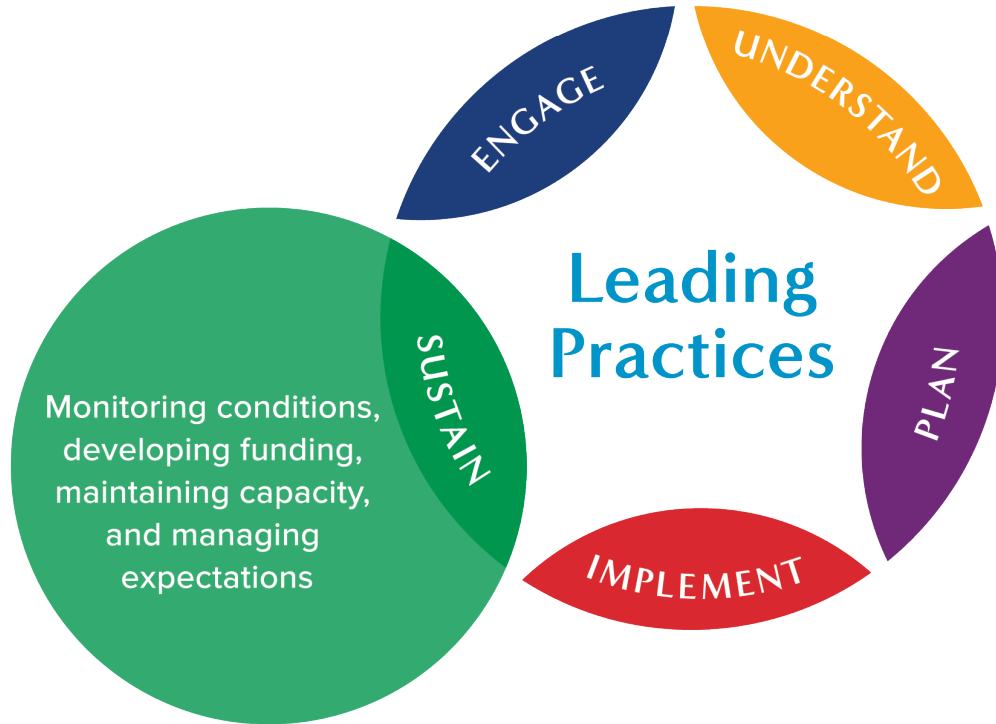 ENGAGE
UNDERSTAND
Leading
Practices
SUSTAIN
PLAN
Monitoring conditions,
developing funding,
maintaining capacity,
and managing
expectations
IMPLEMENT